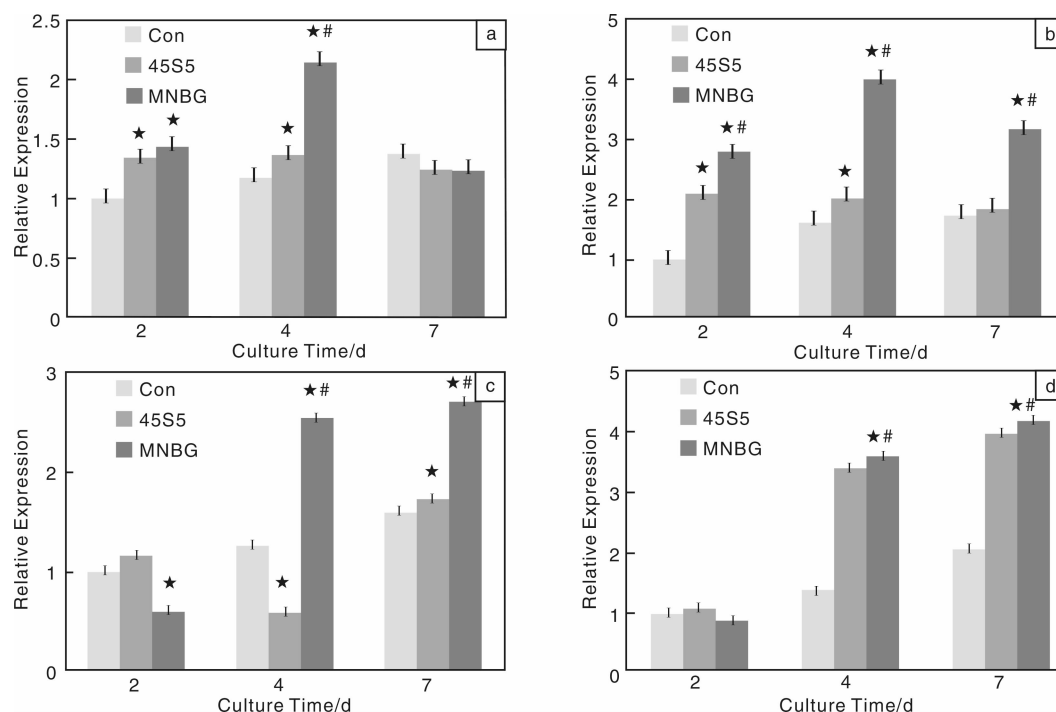 2.5
2
1.5
1
0.5
0
Relative Expression
Con
45S5
MNBG
★
★
★
★ #
a
2
4
7
Culture Time/d
5
4
3
2
1
0
Relative Expression
Con
45S5
MNBG
★
★ #
★
★ #
★ #
b
2
4
7
Culture Time/d
3
2
1
0
Relative Expression
Con
45S5
MNBG
★
★
★ #
★
★ #
c
2
4
7
Culture Time/d
5
4
3
2
1
0
Relative Expression
Con
45S5
MNBG
★ #
★ #
d
2
4
7
Culture Time/d